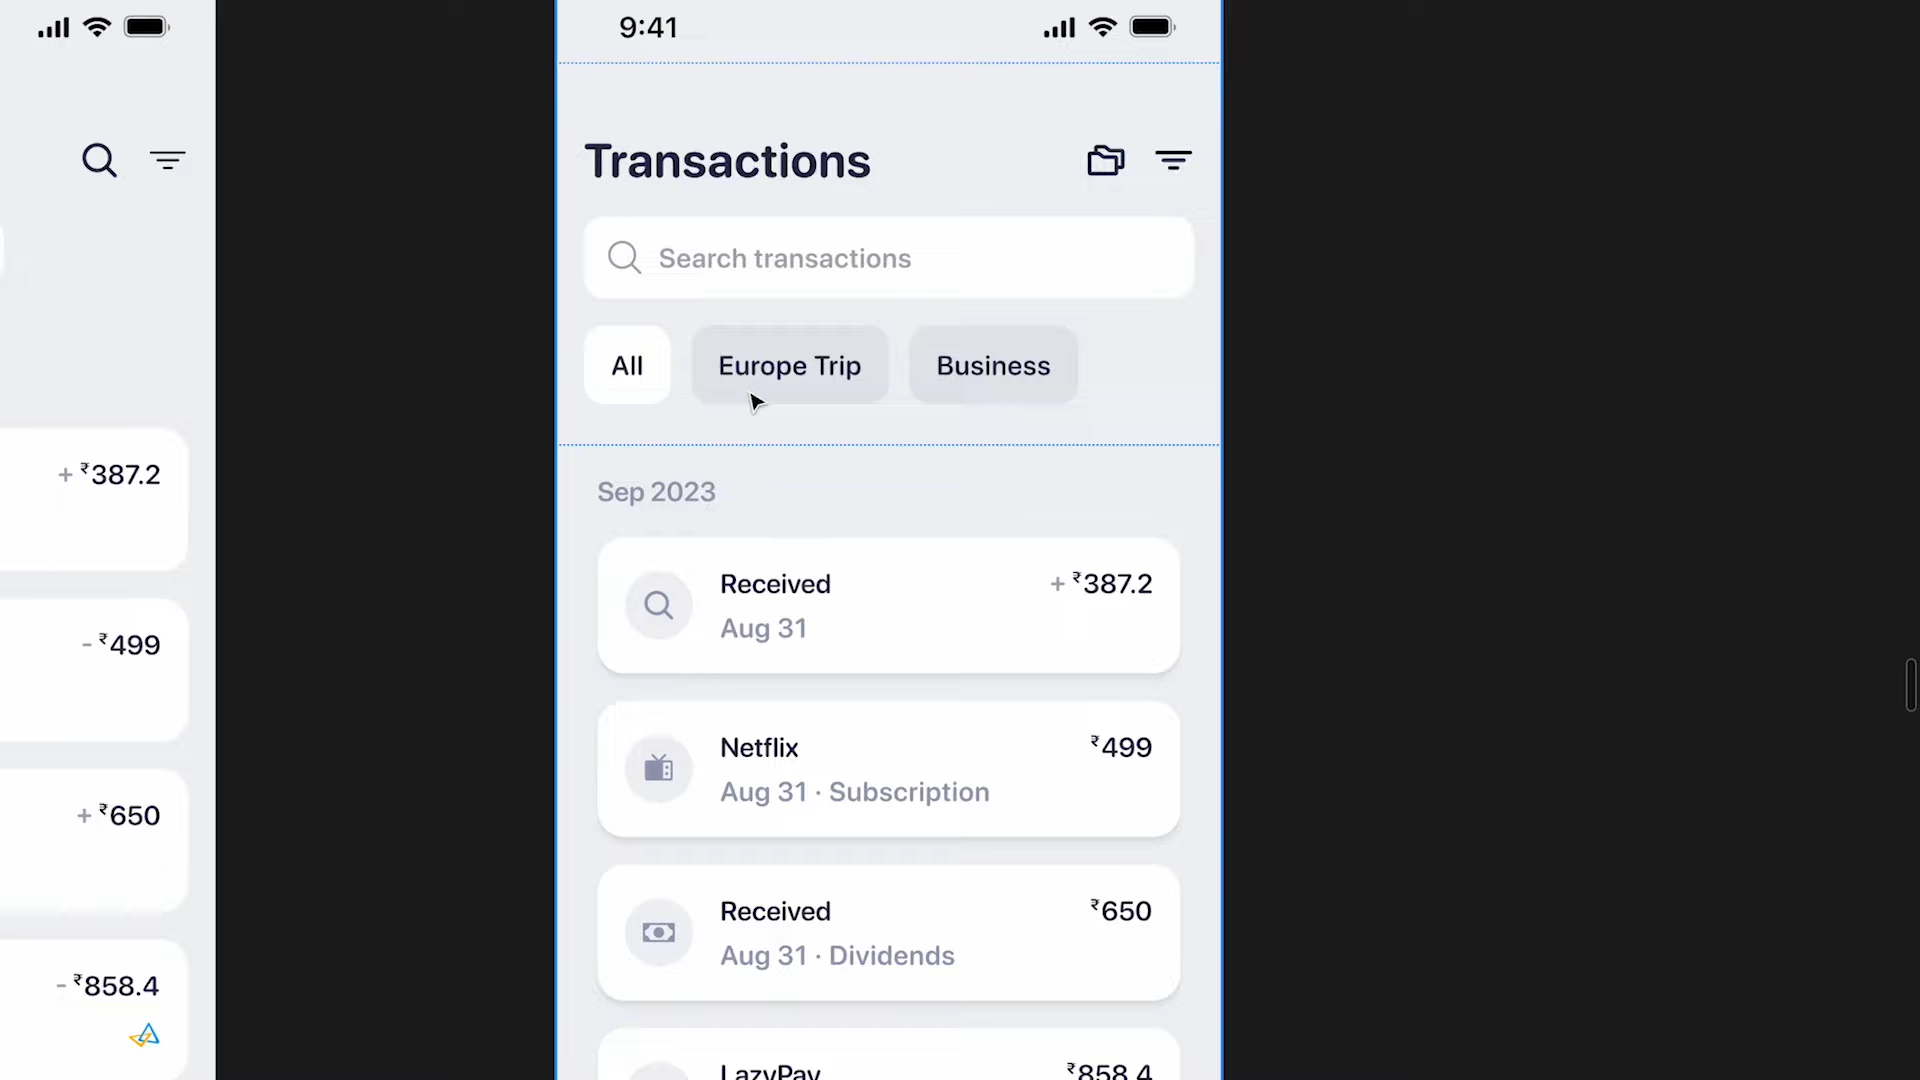 + ₹387.2
- ₹499
+ ₹650
- ₹858.4
9:41
Transactions
Search transactions
All
Europe Trip
Business
Sep 2023
Received
+ ₹387.2
Aug 31
Netflix
₹499
Aug 31 · Subscription
Received
₹650
Aug 31 · Dividends
LazyPay
₹858.4